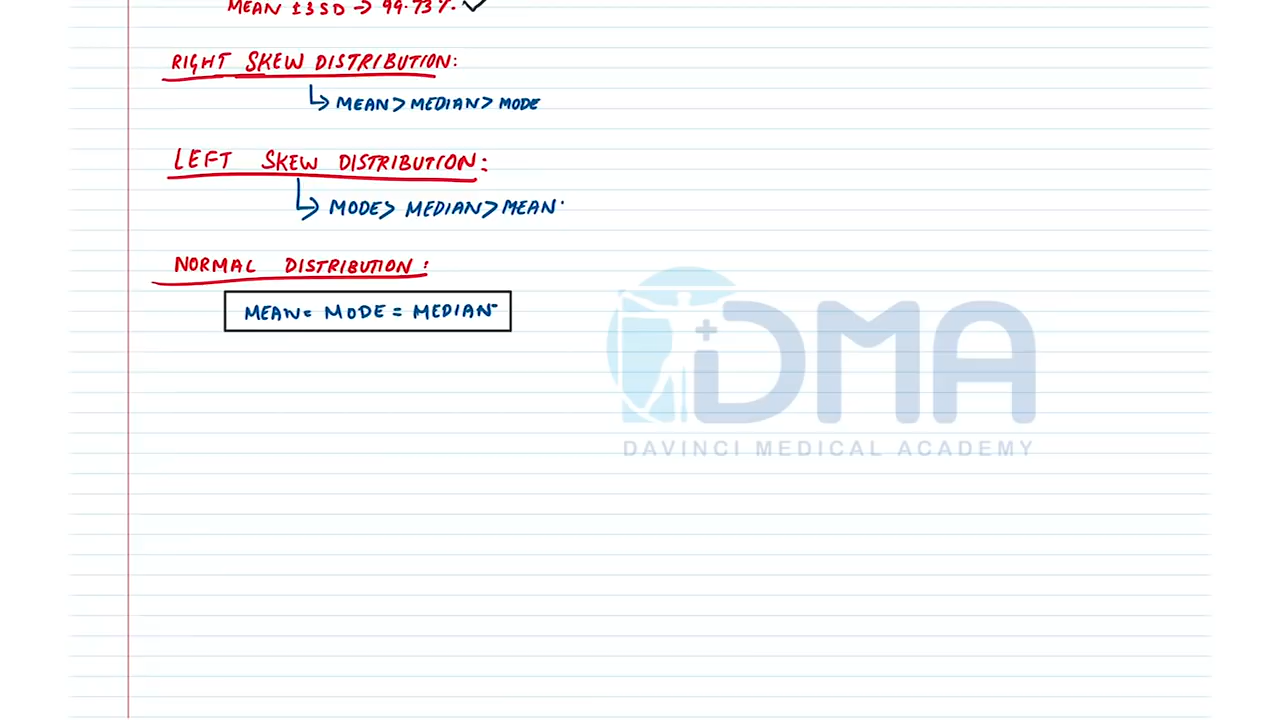 MEAN ±3SD → 99.73%. ✓
RIGHT SKEW DISTRIBUTION:
↳ MEAN > MEDIAN > MODE
LEFT SKEW DISTRIBUTION:
↳ MODE > MEDIAN > MEAN.
NORMAL DISTRIBUTION:
MEAN = MODE = MEDIAN
DMA
DAVINCI MEDICAL ACADEMY